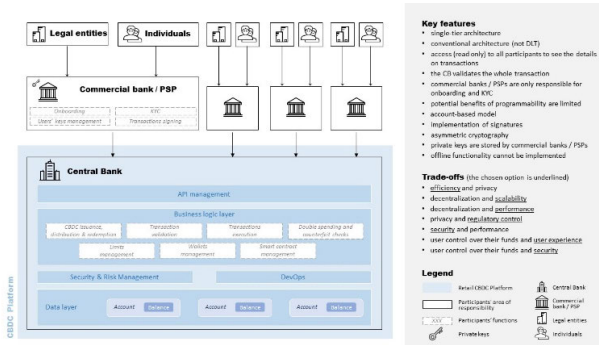 Legal entities
Individuals
Commercial bank / PSP
Onboarding
KYC
Users' keys management
Transactions signing
Central Bank
API management
Business logic layer
CBDC issuance,
distribution & redemption
Transaction
validation
Transactions
execution
Double spending and
counterfeit checks
Limits
management
Wallets
management
Smart contract
management
Security & Risk Management
DevOps
Data layer
Account
Balance
Account
Balance
Account
Balance
CBDC Platform
Key features
• single-tier architecture
• conventional architecture (not DLT)
• access (read only) to all participants to see the details
on transactions
• the CB validates the whole transaction
• commercial banks / PSPs are only responsible for
onboarding and KYC
• potential benefits of programmability are limited
• account-based model
• implementation of signatures
• asymmetric cryptography
• private keys are stored by commercial banks / PSPs
• offline functionality cannot be implemented
Trade-offs (the chosen option is underlined)
• efficiency and privacy
• decentralization and scalability
• decentralization and performance
• privacy and regulatory control
• security and performance
• user control over their funds and user experience
• user control over their funds and security
Legend
Retail CBDC Platform
Central Bank
Participants' area of
responsibility
Commercial
bank / PSP
XXX
Participants' functions
Legal entities
Private keys
Individuals